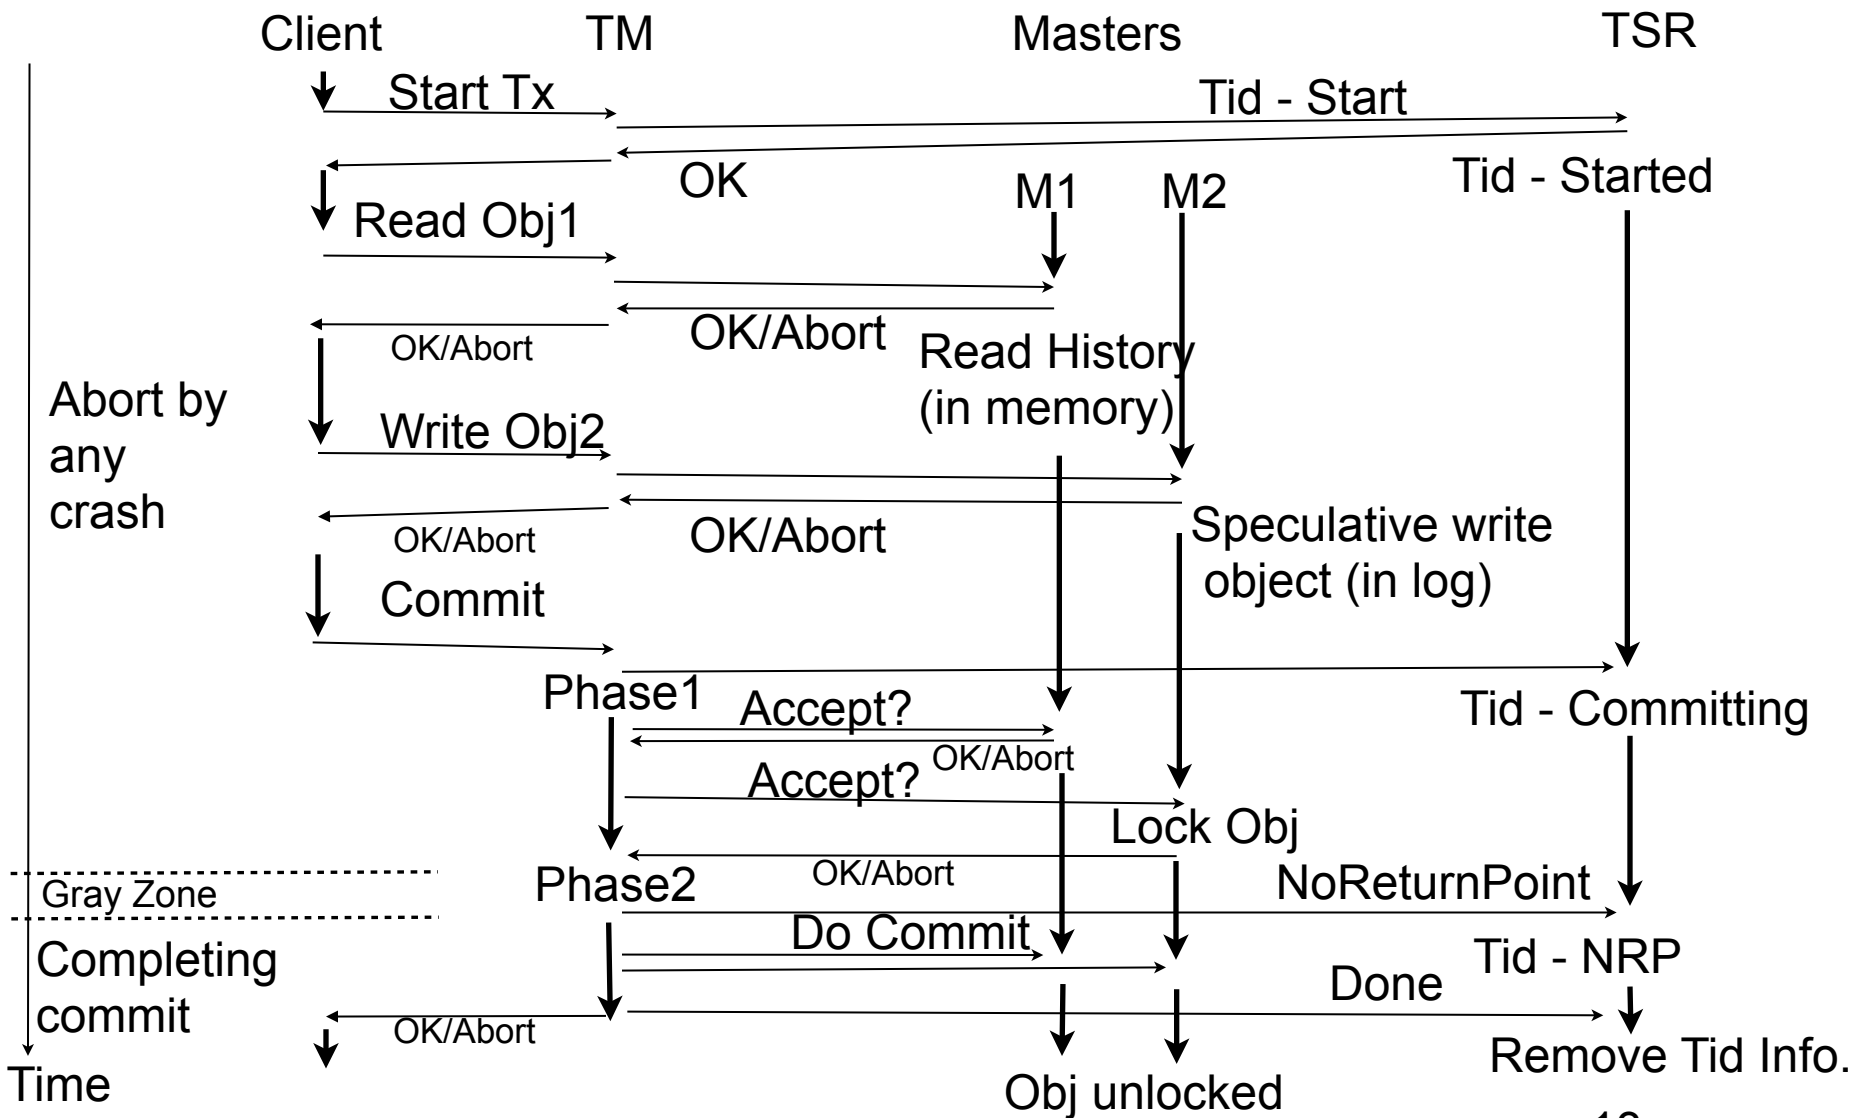 Client
TM
Masters
TSR
Start Tx
Tid - Start
OK
Tid - Started
M1
M2
Read Obj1
OK/Abort
OK/Abort
Read History
(in memory)
Abort by
any
crash
Write Obj2
OK/Abort
OK/Abort
Speculative write
object (in log)
Commit
Phase1
Accept?
OK/Abort
Tid - Committing
Accept?
Lock Obj
OK/Abort
Gray Zone
Phase2
NoReturnPoint
Do Commit
Tid - NRP
Completing
commit
Done
OK/Abort
Remove Tid Info.
Time
Obj unlocked